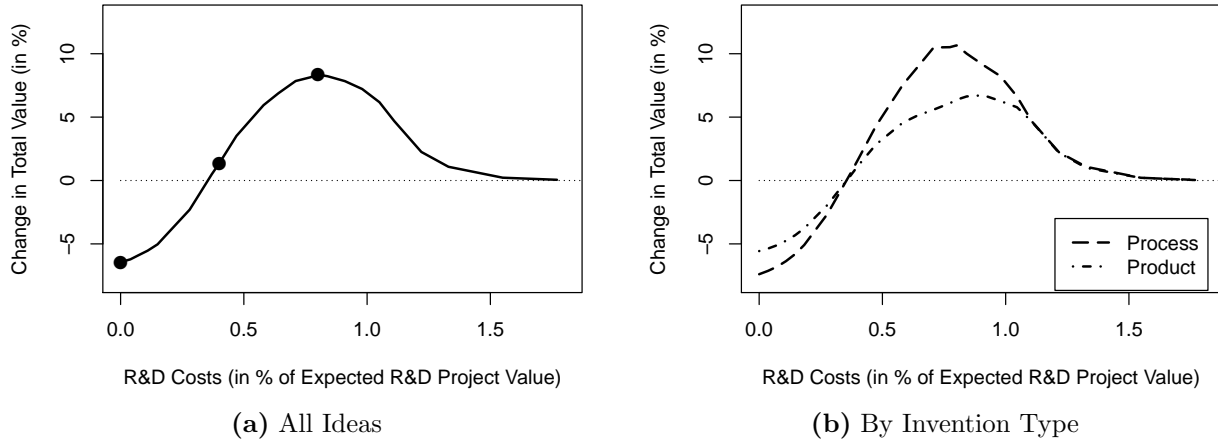 Change in Total Value (in %)
10
5
0
−5
0.0 0.5 1.0 1.5
R&D Costs (in % of Expected R&D Project Value)
(a) All Ideas
Change in Total Value (in %)
10
5
0
−5
Process
Product
0.0 0.5 1.0 1.5
R&D Costs (in % of Expected R&D Project Value)
(b) By Invention Type